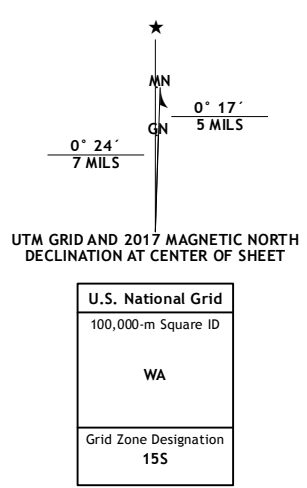 ★
MN
0° 17´
GN
5 MILS
0° 24´
7 MILS
UTM GRID AND 2017 MAGNETIC NORTH
DECLINATION AT CENTER OF SHEET
U.S. National Grid
100,000-m Square ID
WA
Grid Zone Designation
15S